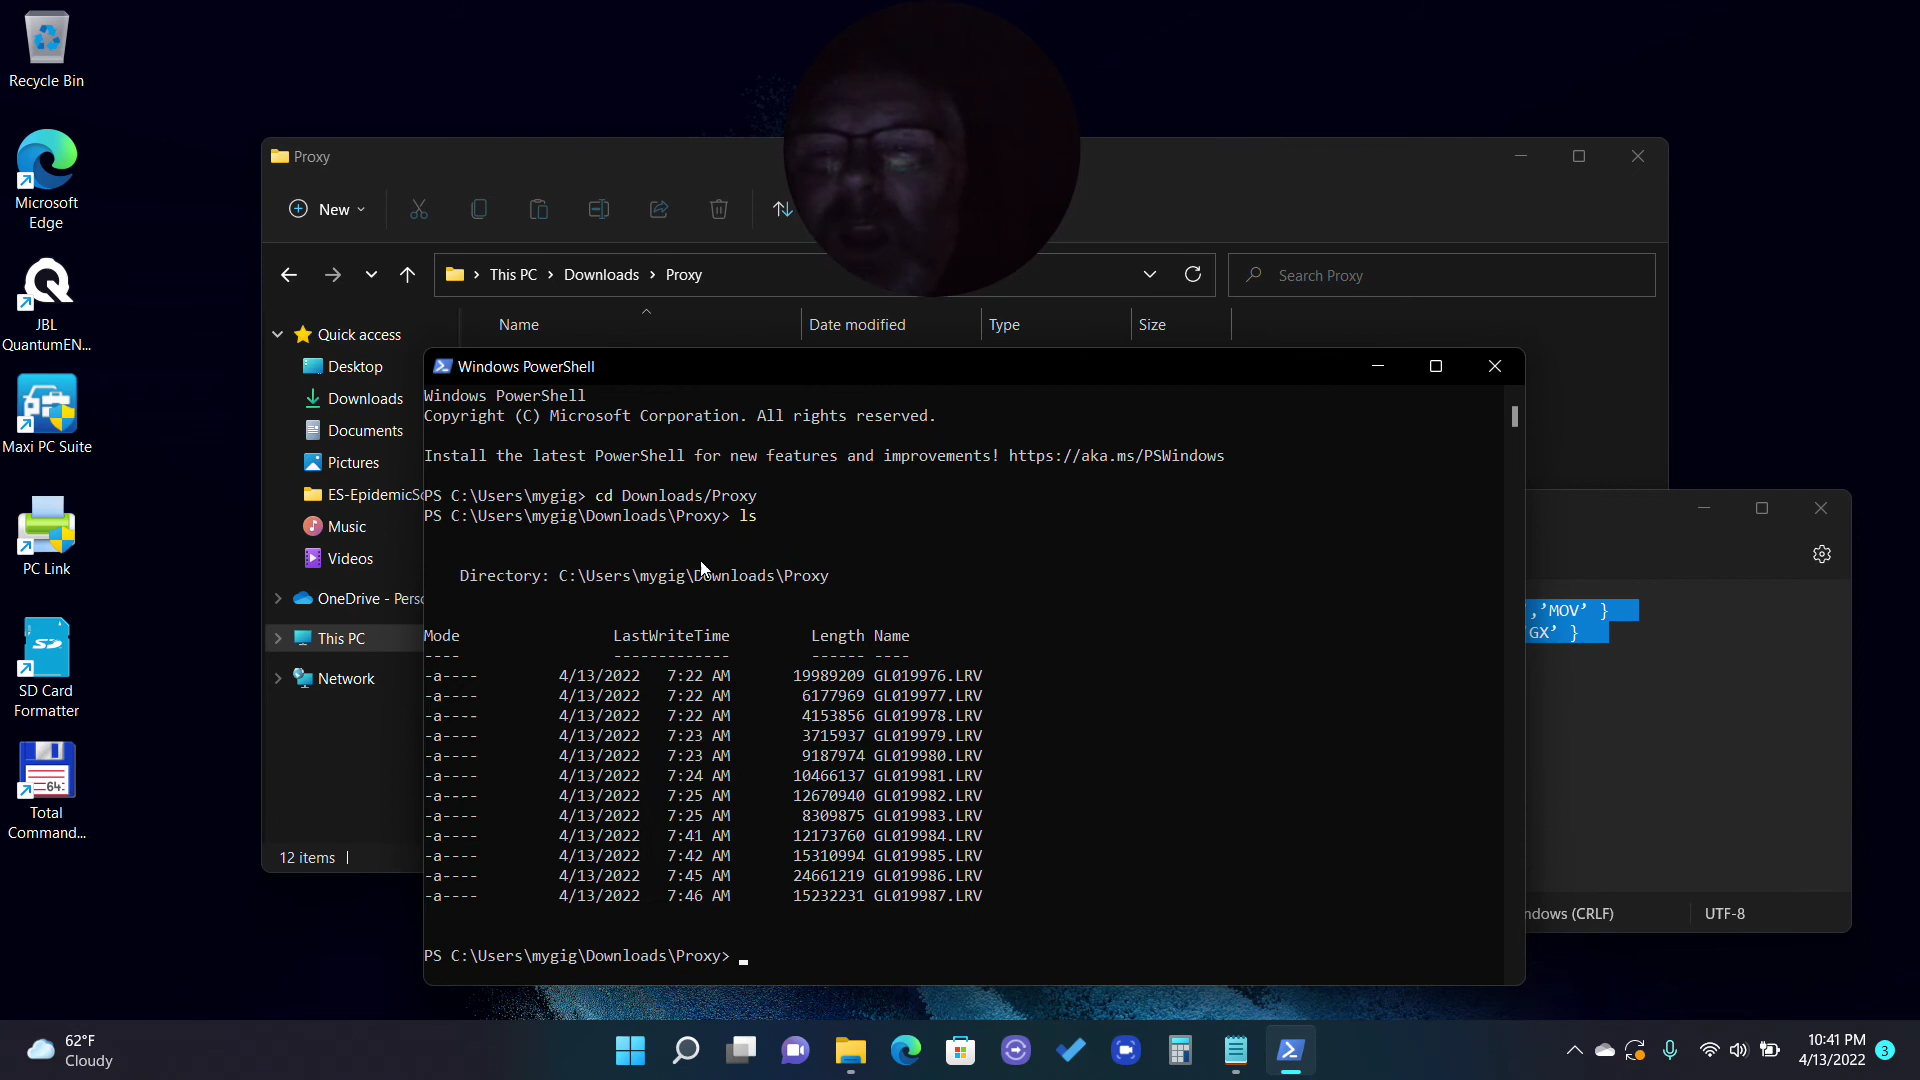 Recycle Bin
Microsoft
Edge
JBL
QuantumEN...
Maxi PC Suite
PC Link
SD Card
Formatter
Total
Command...
Proxy
New
This PC > Downloads > Proxy
Search Proxy
Name
Date modified
Type
Size
Quick access
Desktop
Downloads
Documents
Pictures
ES-EpidemicSo
Music
Videos
OneDrive - Perso
This PC
Network
12 items
Windows PowerShell
Windows PowerShell
Copyright (C) Microsoft Corporation. All rights reserved.
Install the latest PowerShell for new features and improvements! https://aka.ms/PSWindows
PS C:\Users\mygig> cd Downloads/Proxy
PS C:\Users\mygig\Downloads\Proxy> ls
Directory: C:\Users\mygig\Downloads\Proxy
Mode LastWriteTime Length Name
---- ------------- ------ ----
-a---- 4/13/2022 7:22 AM 19989209 GL019976.LRV
-a---- 4/13/2022 7:22 AM 6177969 GL019977.LRV
-a---- 4/13/2022 7:22 AM 4153856 GL019978.LRV
-a---- 4/13/2022 7:23 AM 3715937 GL019979.LRV
-a---- 4/13/2022 7:23 AM 9187974 GL019980.LRV
-a---- 4/13/2022 7:24 AM 10466137 GL019981.LRV
-a---- 4/13/2022 7:25 AM 12670940 GL019982.LRV
-a---- 4/13/2022 7:25 AM 8309875 GL019983.LRV
-a---- 4/13/2022 7:41 AM 12173760 GL019984.LRV
-a---- 4/13/2022 7:42 AM 15310994 GL019985.LRV
-a---- 4/13/2022 7:45 AM 24661219 GL019986.LRV
-a---- 4/13/2022 7:46 AM 15232231 GL019987.LRV
PS C:\Users\mygig\Downloads\Proxy>
','MOV' }
GX' }
ndows (CRLF)
UTF-8
62°F
Cloudy
10:41 PM
4/13/2022
3